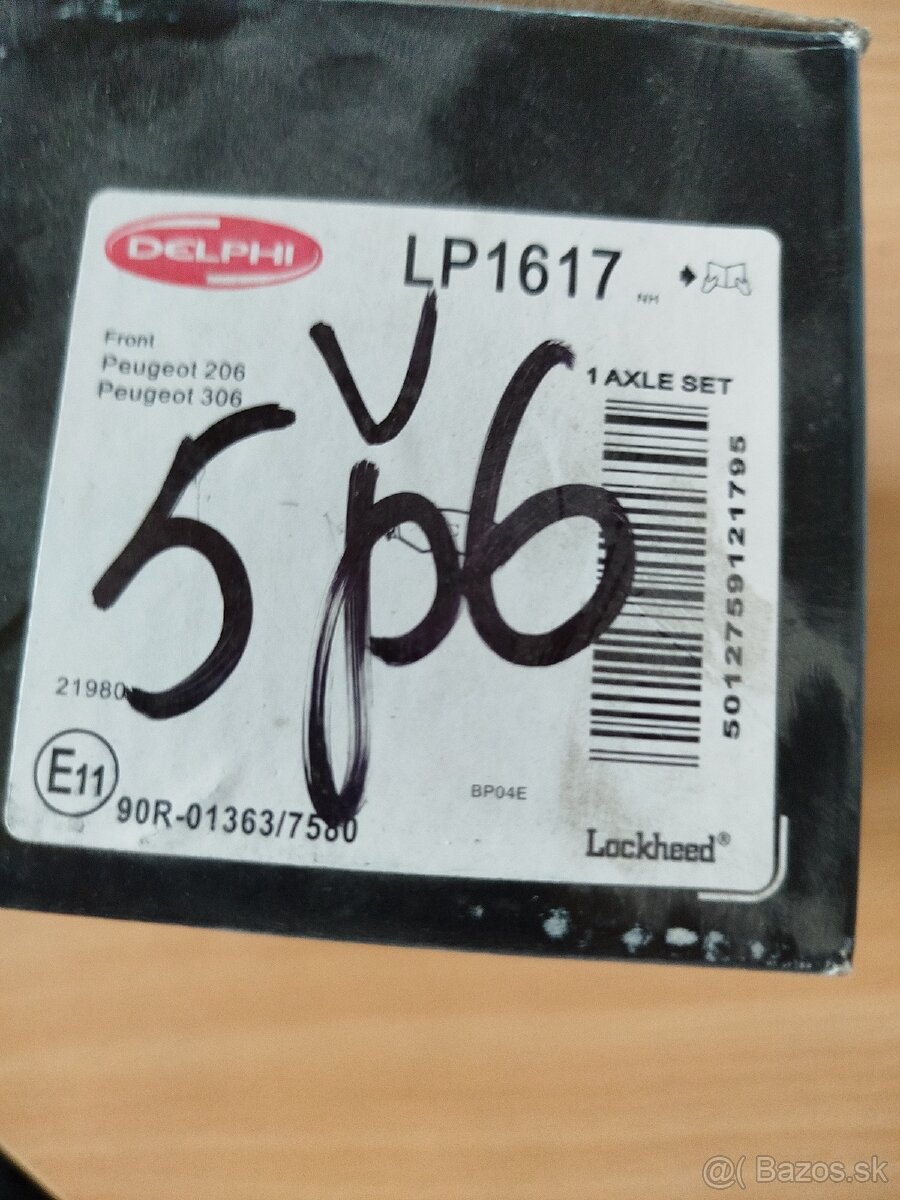 DELPHI
LP1617
NH
Front
Peugeot 206
Peugeot 306
1 AXLE SET
5012759121795
21980
E11
90R-01363/7580
BP04E
Lockheed®
@( Bazos.sk